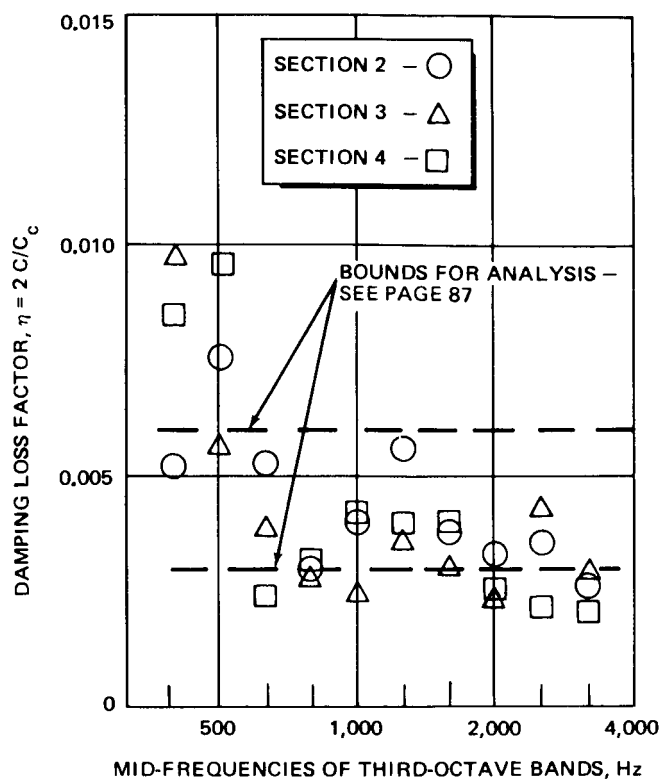 0.015
SECTION 2 –
SECTION 3 –
SECTION 4 –
0.010
BOUNDS FOR ANALYSIS –
SEE PAGE 87
DAMPING LOSS FACTOR, η = 2 C/Cc
0.005
0
500
1,000
2,000
4,000
MID-FREQUENCIES OF THIRD-OCTAVE BANDS, Hz